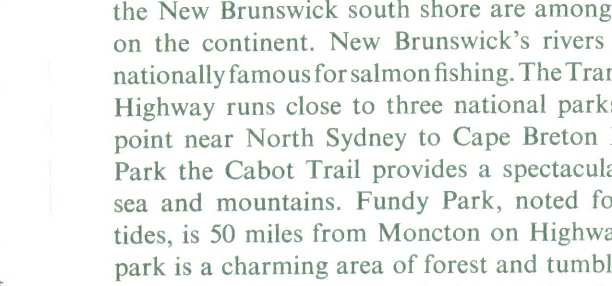 the New Brunswick south shore are among
on the continent. New Brunswick's rivers
nationally famous for salmon fishing. The
Highway runs close to three national
point near North Sydney to Cape Breton
Park the Cabot Trail provides a
sea and mountains. Fundy Park, noted
tides, is 50 miles from Moncton on
park is a charming area of forest and